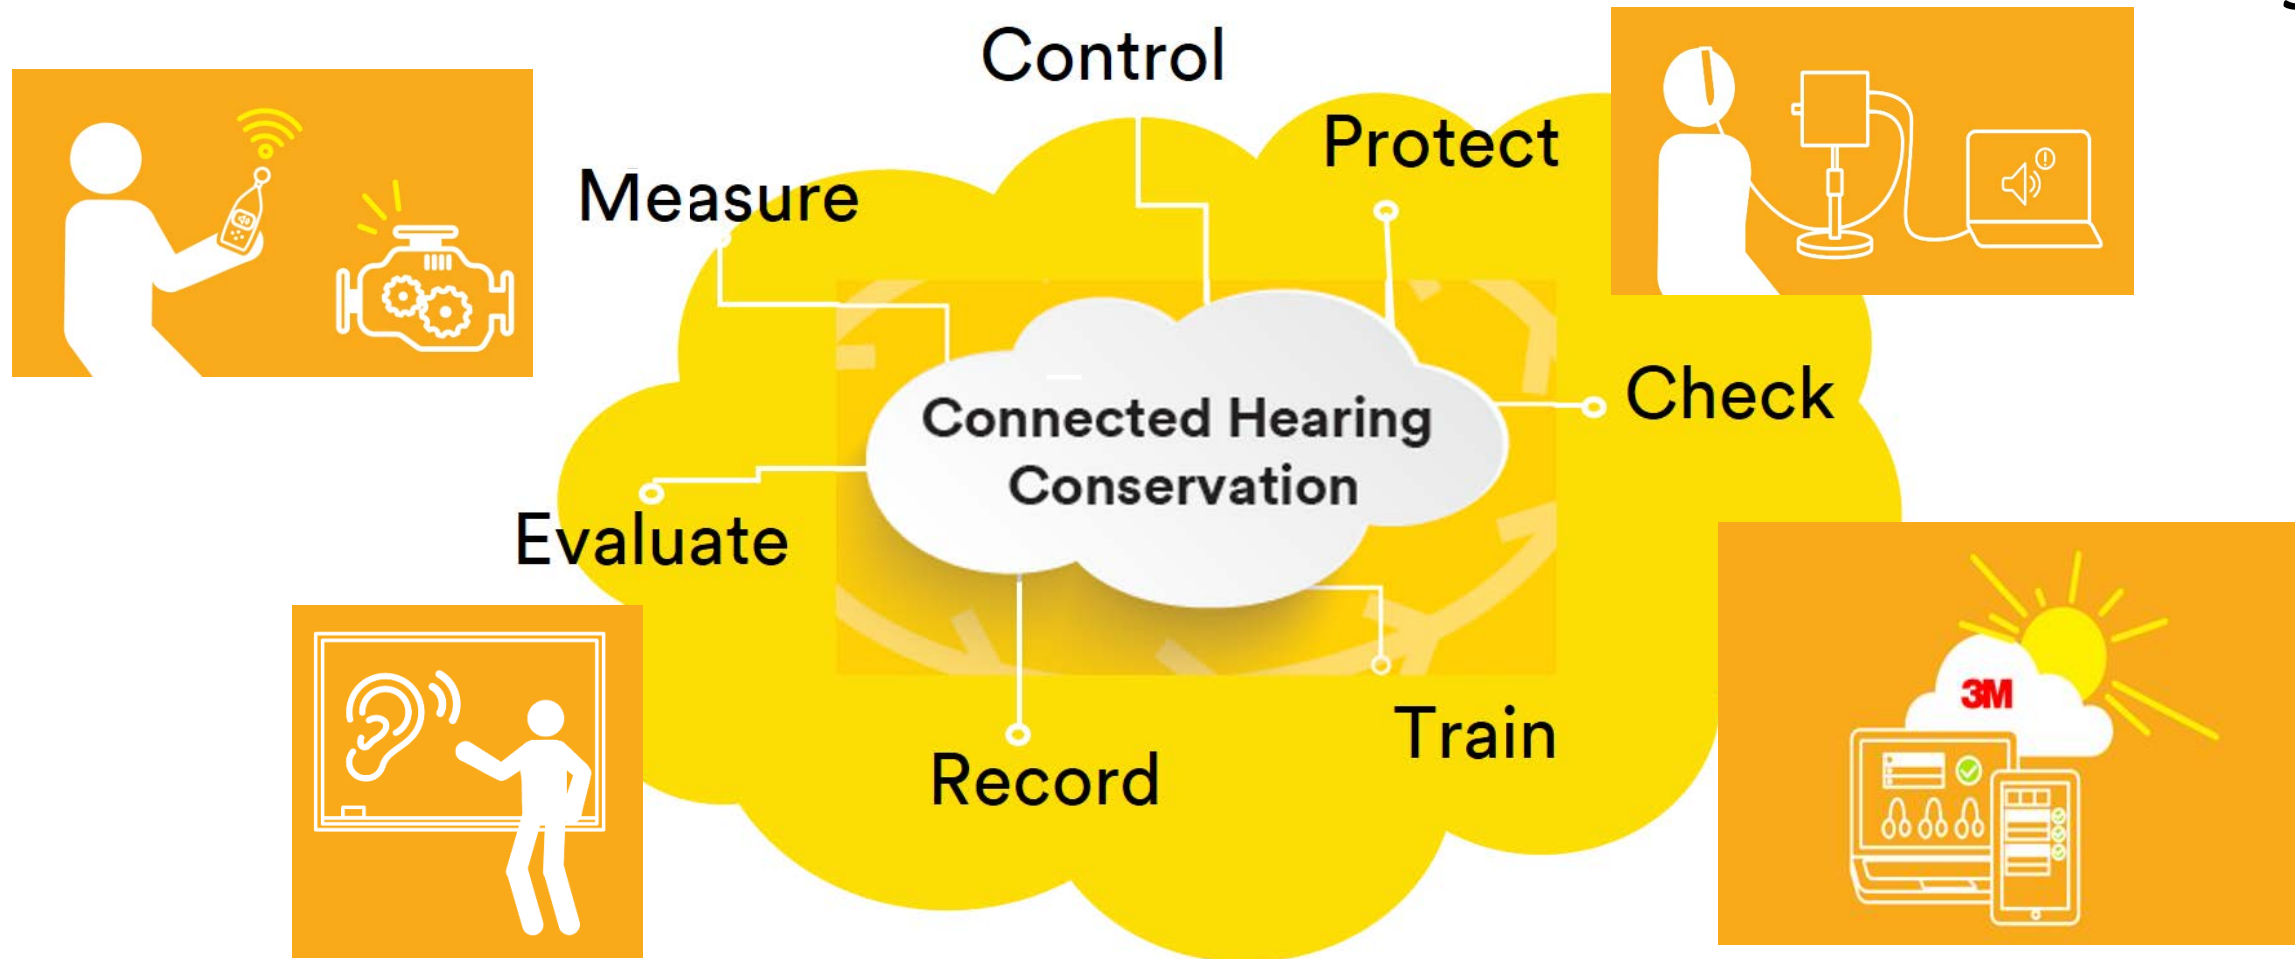 Control
Protect
Measure
Check
Connected Hearing
Conservation
Evaluate
3M
Train
Record